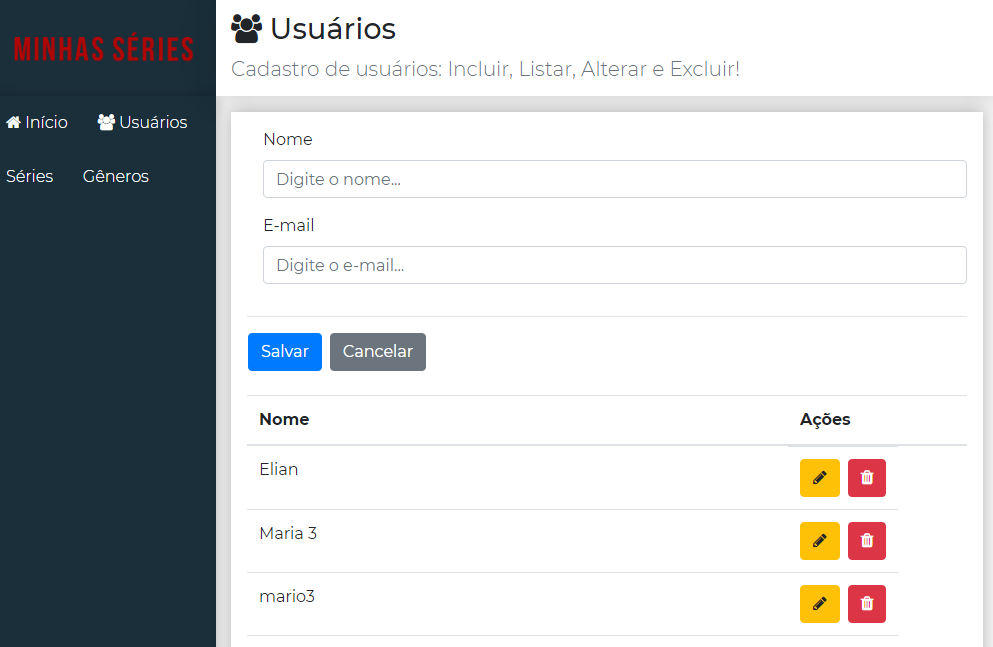 MINHAS SÉRIES
Início Usuários
Séries Gêneros
Usuários
Cadastro de usuários: Incluir, Listar, Alterar e Excluir!
Nome
Digite o nome...
E-mail
Digite o e-mail...
Salvar Cancelar
Nome Ações
Elian
Maria 3
mario3